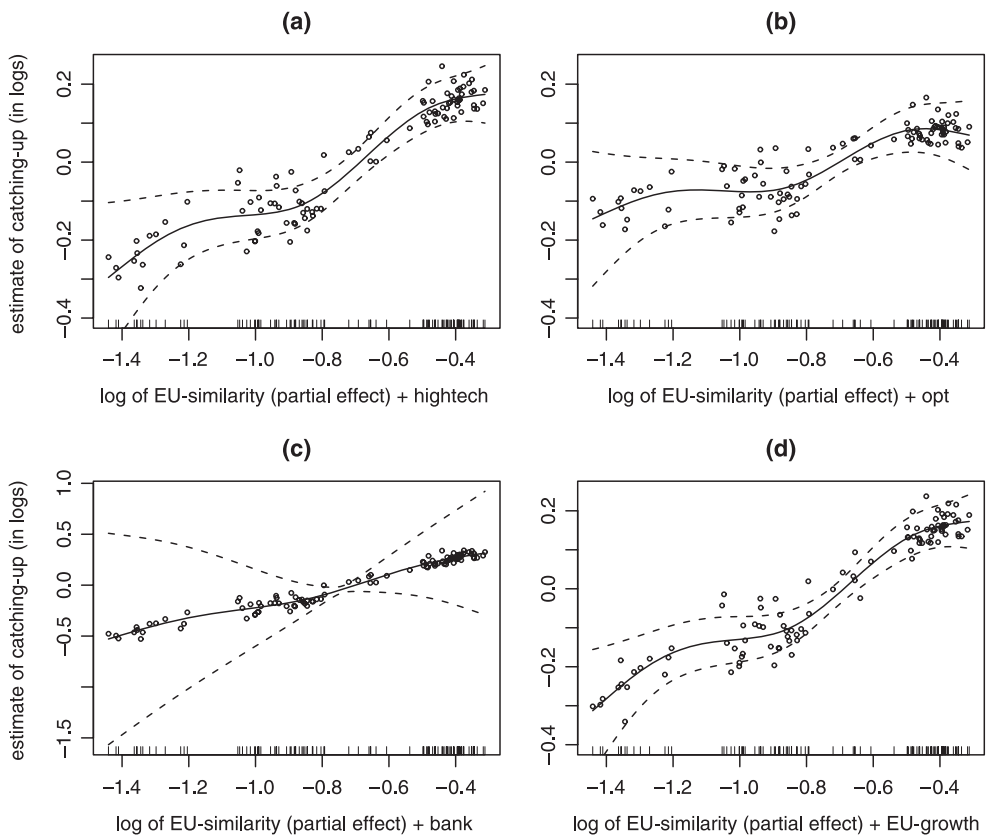 (a)
estimate of catching-up (in logs)
0.2
0.0
−0.2
−0.4
−1.4 −1.2 −1.0 −0.8 −0.6 −0.4
log of EU-similarity (partial effect) + hightech
(b)
0.2
0.0
−0.2
−0.4
−1.4 −1.2 −1.0 −0.8 −0.6 −0.4
log of EU-similarity (partial effect) + opt
(c)
estimate of catching-up (in logs)
1.0
0.5
0.0
−0.5
−1.5
−1.4 −1.2 −1.0 −0.8 −0.6 −0.4
log of EU-similarity (partial effect) + bank
(d)
0.2
0.0
−0.2
−0.4
−1.4 −1.2 −1.0 −0.8 −0.6 −0.4
log of EU-similarity (partial effect) + EU-growth